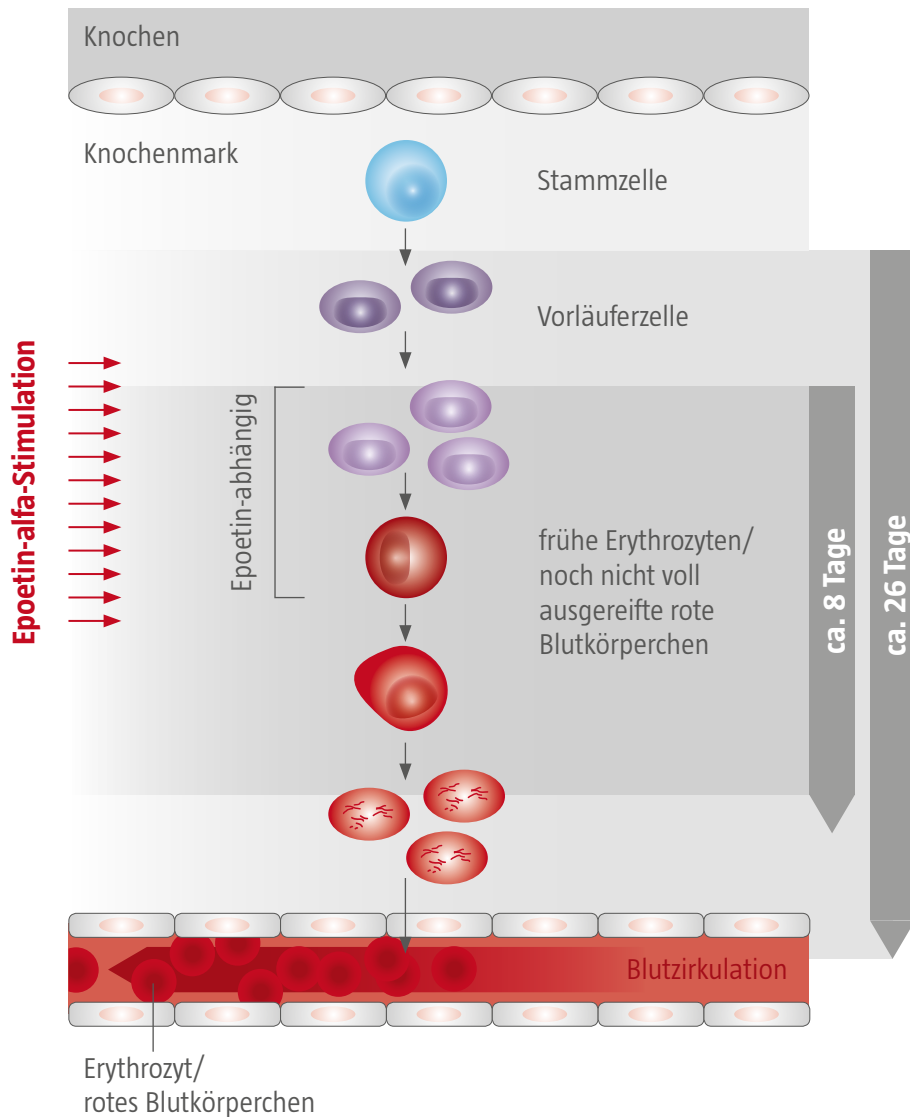 Knochen
Knochenmark
Stammzelle
Vorläuferzelle
Epoetin-alfa-Stimulation
Epoetin-abhängig
frühe Erythrozyten/
noch nicht voll
ausgereifte rote
Blutkörperchen
ca. 8 Tage
ca. 26 Tage
Blutzirkulation
Erythrozyt/
rotes Blutkörperchen